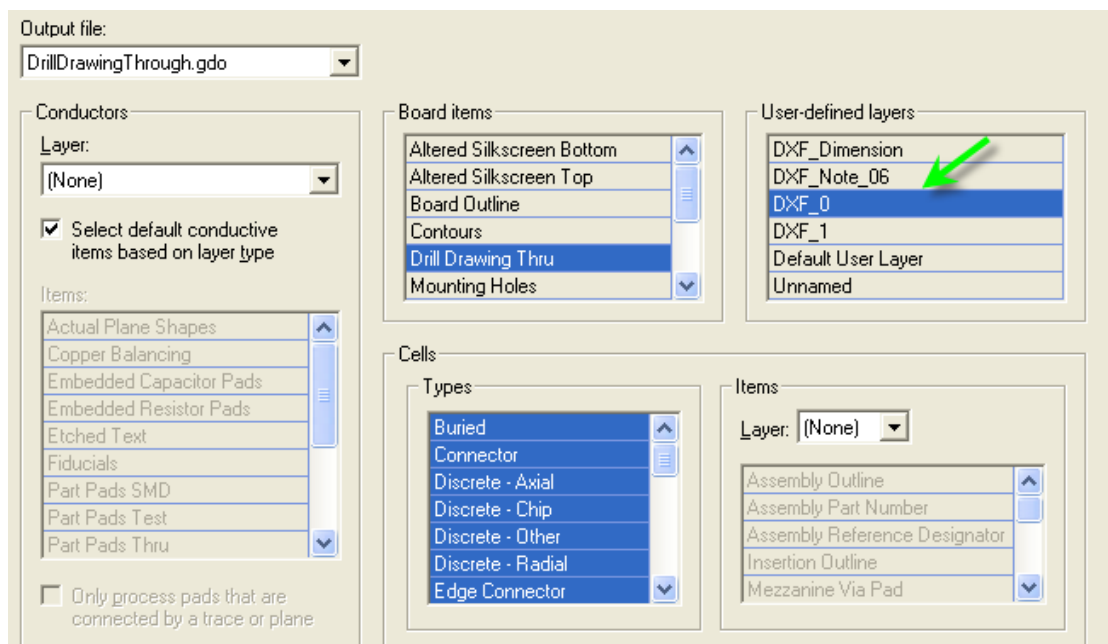 Output file:
DrillDrawingThrough.gdo
Conductors
Layer:
(None)
Select default conductive
items based on layer type
Items:
Actual Plane Shapes
Copper Balancing
Embedded Capacitor Pads
Embedded Resistor Pads
Etched Text
Fiducials
Part Pads SMD
Part Pads Test
Part Pads Thru
Only process pads that are
connected by a trace or plane
Board items
Altered Silkscreen Bottom
Altered Silkscreen Top
Board Outline
Contours
Drill Drawing Thru
Mounting Holes
User-defined layers
DXF_Dimension
DXF_Note_06
DXF_0
DXF_1
Default User Layer
Unnamed
Cells
Types
Buried
Connector
Discrete - Axial
Discrete - Chip
Discrete - Other
Discrete - Radial
Edge Connector
Items
Layer: (None)
Assembly Outline
Assembly Part Number
Assembly Reference Designator
Insertion Outline
Mezzanine Via Pad